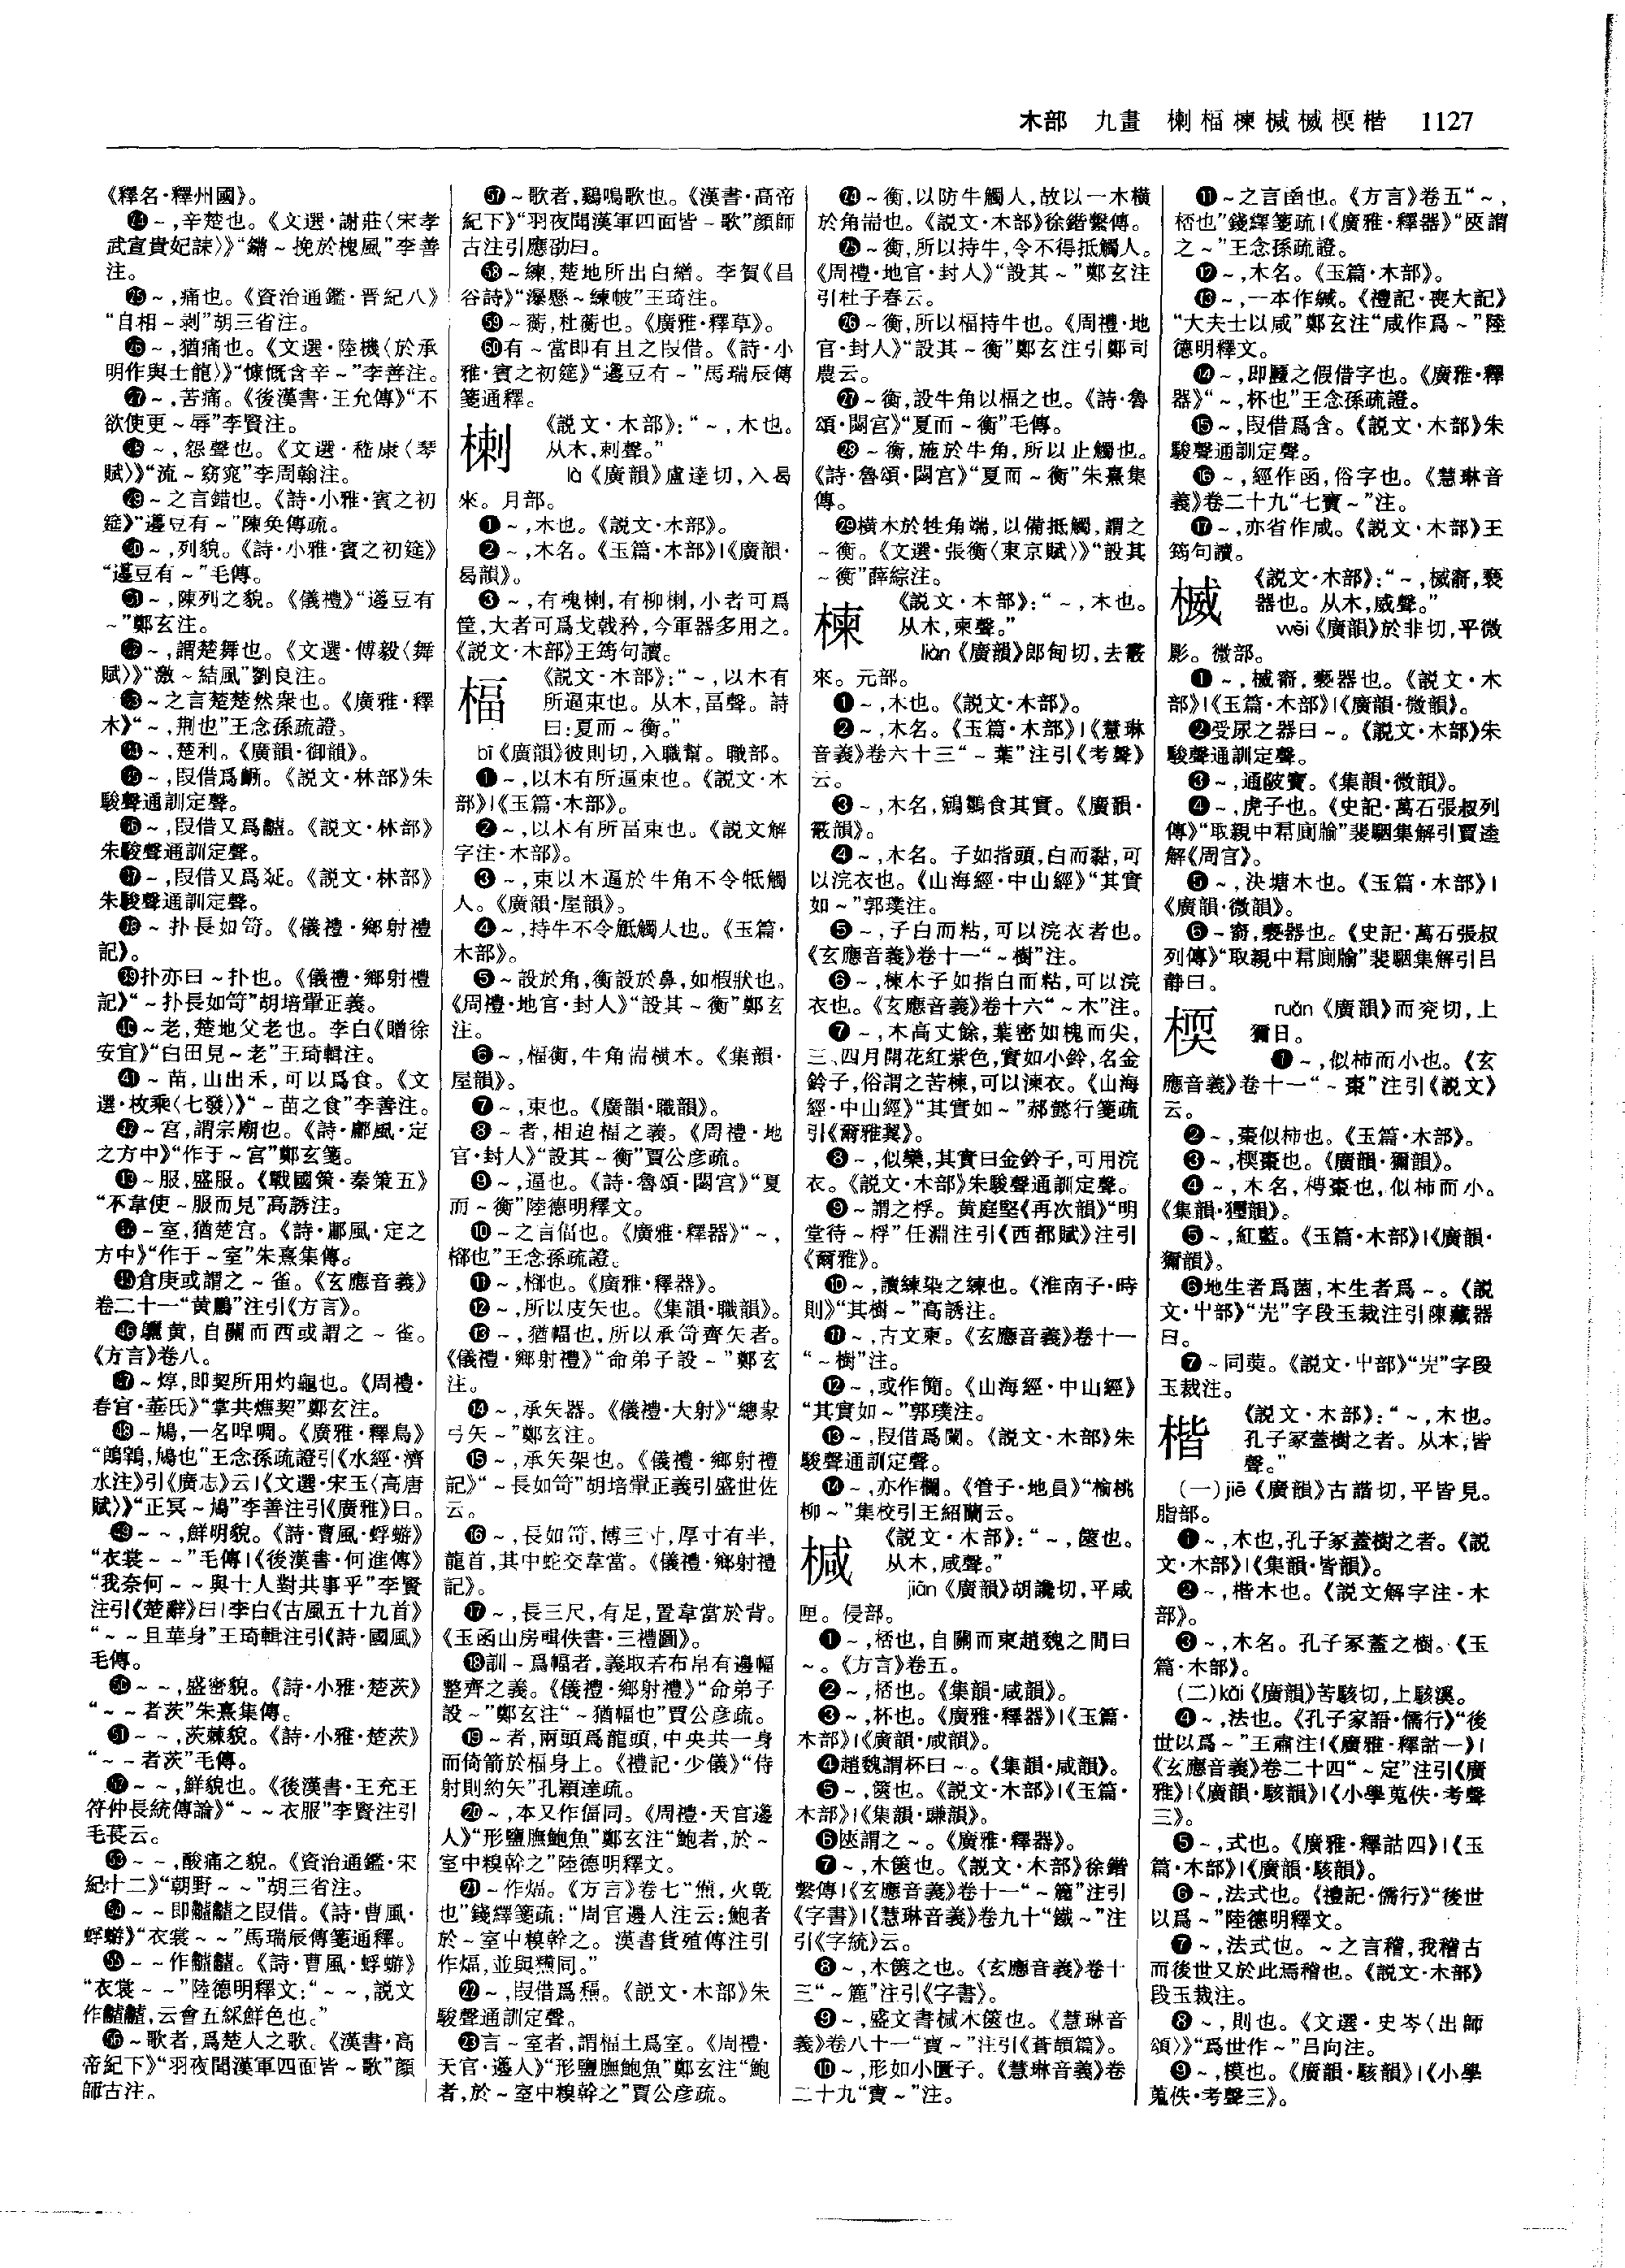 木部 九畫 楋楅楝椷楲㮕楷 1127
《釋名·釋州國》。
㉔～,辛楚也。《文選·謝莊〈宋孝
武宣貴妃誄〉》“鏘～挽於槐風”李善
注。
㉕～,痛也。《資治通鑑·晋紀八》
“自相～剥”胡三省注。
㉖～,猶痛也。《文選·陸機〈於承
明作與士龍〉》“慷慨含辛～”李善注。
㉗～,苦痛。《後漢書·王允傳》“不
欲使更～辱”李賢注。
㉘～,怨聲也。《文選·嵇康〈琴
賦〉》“流～窈窕”李周翰注。
㉙～之言錯也。《詩·小雅·賓之初
筵》“籩豆有～”陳奂傳疏。
㉚～,列貌。《詩·小雅·賓之初筵》
“籩豆有～”毛傳。
㉛～,陳列之貌。《儀禮》“籩豆有
～”鄭玄注。
㉜～,謂楚舞也。《文選·傅毅〈舞
賦〉》“激～結風”劉良注。
㉝～之言楚楚然衆也。《廣雅·釋
木》“～,荆也”王念孫疏證。
㉞～,楚利。《廣韻·御韻》。
㉟～,叚借爲。《説文·林部》朱
駿聲通訓定聲。
㊱～,叚借又爲。《説文·林部》
朱駿聲通訓定聲。
㊲～,叚借又爲。《説文·林部》
朱駿聲通訓定聲。
㊳～扑長如笴。《儀禮·鄉射禮
記》。
㊴扑亦曰～扑也。《儀禮·鄉射禮
記》“～扑長如笴”胡培翬正義。
㊵～老,楚地父老也。李白《贈徐
安宜》“白田見～老”王琦輯注。
㊶～苗,山出禾,可以爲食。《文
選·枚乘〈七發〉》“～苗之食”李善注。
㊷～宫,謂宗廟也。《詩·鄘風·定
之方中》“作于～宫”鄭玄箋。
㊸～服,盛服。《戰國策·秦策五》
“不韋使～服而見”高誘注。
㊹～室,猶楚宫。《詩·鄘風·定之
方中》“作于～室”朱熹集傳。
㊺倉庚或謂之～雀。《玄應音義》
卷二十一“黄鸝”注引《方言》。
㊻鸝黄,自關而西或謂之～雀。
《方言》卷八。
㊼～焞,即契所用灼龜也。《周禮·
春官·菙氏》“掌共燋契”鄭玄注。
㊽～鳩,一名嘷啁。《廣雅·釋鳥》
“鶻鵃,鳩也”王念孫疏證引《水經·濟
水注》引《廣志》云|《文選·宋玉〈高唐
賦〉》“正冥～鳩”李善注引《廣雅》曰。
㊾～～,鮮明貌。《詩·曹風·蜉蝣》
“衣裳～～”毛傳|《後漢書·何進傳》
“我奈何～～與十人對共事乎”李賢
注引《楚辭》曰|李白《古風五十九首》
“～～且華身”王琦輯注引《詩·國風》
毛傳。
㊿～～,盛密貌。《詩·小雅·楚茨》
“～～者茨”朱熹集傳。
51～～,茨棘貌。《詩·小雅·楚茨》
“～～者茨”毛傳。
52～～,鮮貌也。《後漢書·王充王
符仲長統傳論》“～～衣服”李賢注引
毛萇云。
53～～,酸痛之貌。《資治通鑑·宋
紀十二》“朝野～～”胡三省注。
54～～即䰃䰃之叚借。《詩·曹風·
蜉蝣》“衣裳～～”馬瑞辰傳箋通釋。
55～～作䰃䰃。《詩·曹風·蜉蝣》
“衣裳～～”陸德明釋文:“～～,説文
作䰃䰃,云會五綵鮮色也。”
56～歌者,爲楚人之歌。《漢書·高
帝紀下》“羽夜聞漢軍四面皆～歌”顔
師古注。
57～歌者,鷄鳴歌也。《漢書·高帝
紀下》“羽夜聞漢軍四面皆～歌”顔師
古注引應劭曰。
58～練,楚地所出白繒。李賀《昌
谷詩》“瀑懸～練帔”王琦注。
59～蘅,杜蘅也。《廣雅·釋草》。
60有～當即有且之叚借。《詩·小
雅·賓之初筵》“籩豆有～”馬瑞辰傳
箋通釋。
楋 《説文·木部》:“～,木也。
从木,剌聲。”
là《廣韻》盧達切,入曷
來。月部。
❶～,木也。《説文·木部》。
❷～,木名。《玉篇·木部》|《廣韻·
曷韻》。
❸～,有魂楋,有柳楋,小者可爲
筐,大者可爲戈戟矜,今軍器多用之。
《説文·木部》王筠句讀。
楅 《説文·木部》:“～,以木有
所逼束也。从木,畐聲。詩
曰:夏而～衡。”
bī《廣韻》彼則切,入職幫。職部。
❶～,以木有所逼束也。《説文·木
部》|《玉篇·木部》。
❷～,以木有所畐束也。《説文解
字注·木部》。
❸～,束以木逼於牛角不令牴觸
人。《廣韻·屋韻》。
❹～,持牛不令觝觸人也。《玉篇·
木部》。
❺～設於角,衡設於鼻,如椵狀也。
《周禮·地官·封人》“設其～衡”鄭玄
注。
❻～,楅衡,牛角耑横木。《集韻·
屋韻》。
❼～,束也。《廣韻·職韻》。
❽～者,相迫楅之義。《周禮·地
官·封人》“設其～衡”賈公彦疏。
❾～,逼也。《詩·魯頌·閟宫》“夏
而～衡”陸德明釋文。
❿～之言偪也。《廣雅·釋器》“～,
㮰也”王念孫疏證。
⓫～,㮰也。《廣雅·釋器》。
⓬～,所以庋矢也。《集韻·職韻》。
⓭～,猶幅也,所以承笴齊矢者。
《儀禮·鄉射禮》“命弟子設～”鄭玄
注。
⓮～,承矢器。《儀禮·大射》“總衆
弓矢～”鄭玄注。
⓯～,承矢架也。《儀禮·鄉射禮
記》“～長如笴”胡培翬正義引盛世佐
云。
⓰～,長如笴,博三寸,厚寸有半,
龍首,其中蛇交韋當。《儀禮·鄉射禮
記》。
⓱～,長三尺,有足,置韋當於背。
《玉函山房輯佚書·三禮圖》。
⓲訓～爲幅者,義取若布帛有邊幅
整齊之義。《儀禮·鄉射禮》“命弟子
設～”鄭玄注“～猶幅也”賈公彦疏。
⓳～者,兩頭爲龍頭,中央共一身
而倚箭於楅身上。《禮記·少儀》“侍
射則約矢”孔穎達疏。
⓴～,本又作偪同。《周禮·天官·籩
人》“形鹽膴鮑魚”鄭玄注“鮑者,於～
室中糗幹之”陸德明釋文。
㉑～作煏。《方言》卷七“㷶,火乾
也”錢繹箋疏:“周官籩人注云:鮑者
於～室中糗幹之。漢書貨殖傳注引
作煏,並與㷶同。”
㉒～,叚借爲稫。《説文·木部》朱
駿聲通訓定聲。
㉓言～室者,謂楅土爲室。《周禮·
天官·籩人》“形鹽膴鮑魚”鄭玄注“鮑
者,於～室中糗幹之”賈公彦疏。
㉔～衡,以防牛觸人,故以一木横
於角耑也。《説文·木部》徐鍇繫傳。
㉕～衡,所以持牛,令不得抵觸人。
《周禮·地官·封人》“設其～”鄭玄注
引杜子春云。
㉖～衡,所以楅持牛也。《周禮·地
官·封人》“設其～衡”鄭玄注引鄭司
農云。
㉗～衡,設牛角以楅之也。《詩·魯
頌·閟宫》“夏而～衡”毛傳。
㉘～衡,施於牛角,所以止觸也。
《詩·魯頌·閟宫》“夏而～衡”朱熹集
傳。
㉙横木於牲角端,以備抵觸,謂之
～衡。《文選·張衡〈東京賦〉》“設其
～衡”薛綜注。
楝 《説文·木部》:“～,木也。
从木,柬聲。”
liàn《廣韻》郎甸切,去霰
來。元部。
❶～,木也。《説文·木部》。
❷～,木名。《玉篇·木部》|《慧琳
音義》卷六十三“～葉”注引《考聲》
云。
❸～,木名,鵷鶵食其實。《廣韻·
霰韻》。
❹～,木名。子如指頭,白而黏,可
以浣衣也。《山海經·中山經》“其實
如～”郭璞注。
❺～,子白而粘,可以浣衣者也。
《玄應音義》卷十一“～樹”注。
❻～,楝木子如指白而粘,可以浣
衣也。《玄應音義》卷十六“～木”注。
❼～,木高丈餘,葉密如槐而尖,
三、四月開花紅紫色,實如小鈴,名金
鈴子,俗謂之苦楝,可以湅衣。《山海
經·中山經》“其實如～”郝懿行箋疏
引《爾雅翼》。
❽～,似欒,其實曰金鈴子,可用浣
衣。《説文·木部》朱駿聲通訓定聲。
❾～謂之桴。黄庭堅《再次韻》“明
堂待～桴”任淵注引《西都賦》注引
《爾雅》。
❿～,讀練染之練也。《淮南子·時
則》“其樹～”高誘注。
⓫～,古文柬。《玄應音義》卷十一
“～樹”注。
⓬～,或作簡。《山海經·中山經》
“其實如～”郭璞注。
⓭～,叚借爲闌。《説文·木部》朱
駿聲通訓定聲。
⓮～,亦作欄。《管子·地員》“榆桃
柳～”集校引王紹蘭云。
椷 《説文·木部》:“～,篋也。
从木,咸聲。”
jiān《廣韻》胡讒切,平咸
匣。侵部。
❶～,桮也,自關而東趙魏之間曰
～。《方言》卷五。
❷～,桮也。《集韻·咸韻》。
❸～,杯也。《廣雅·釋器》|《玉篇·
木部》|《廣韻·咸韻》。
❹趙魏謂杯曰～。《集韻·咸韻》。
❺～,篋也。《説文·木部》|《玉篇·
木部》|《集韻·賺韻》。
❻匧謂之～。《廣雅·釋器》。
❼～,木篋也。《説文·木部》徐鍇
繫傳|《玄應音義》卷十一“～簏”注引
《字書》|《慧琳音義》卷九十“鐵～”注
引《字統》云。
❽～,木篋之也。《玄應音義》卷十
三“～簏”注引《字書》。
❾～,盛文書椷木篋也。《慧琳音
義》卷八十一“寶～”注引《蒼頡篇》。
❿～,形如小匱子。《慧琳音義》卷
二十九“寶～”注。
⓫～之言函也。《方言》卷五“～,
桮也”錢繹箋疏|《廣雅·釋器》“匧謂
之～”王念孫疏證。
⓬～,木名。《玉篇·木部》。
⓭～,一本作緘。《禮記·喪大記》
“大夫士以咸”鄭玄注“咸作爲～”陸
德明釋文。
⓮～,即㔶之假借字也。《廣雅·釋
器》“～,杯也”王念孫疏證。
⓯～,叚借爲含。《説文·木部》朱
駿聲通訓定聲。
⓰～,經作函,俗字也。《慧琳音
義》卷二十九“七寶～”注。
⓱～,亦省作咸。《説文·木部》王
筠句讀。
楲 《説文·木部》:“～,楲窬,褻
器也。从木,威聲。”
wēi《廣韻》於非切,平微
影。微部。
❶～,楲窬,褻器也。《説文·木
部》|《玉篇·木部》|《廣韻·微韻》。
❷受尿之器曰～。《説文·木部》朱
駿聲通訓定聲。
❸～,通陂竇。《集韻·微韻》。
❹～,虎子也。《史記·萬石張叔列
傳》“取親中帬廁牏”裴駰集解引賈逵
解《周官》。
❺～,決塘木也。《玉篇·木部》|
《廣韻·微韻》。
❻～窬,褻器也。《史記·萬石張叔
列傳》“取親中帬廁牏”裴駰集解引吕
静曰。
㮕 ruǎn《廣韻》而兖切,上
獮日。
❶～,似柿而小也。《玄
應音義》卷十一“～棗”注引《説文》
云。
❷～,棗似柿也。《玉篇·木部》。
❸～,㮕棗也。《廣韻·獮韻》。
❹～,木名,梬棗也,似柿而小。
《集韻·獮韻》。
❺～,紅藍。《玉篇·木部》|《廣韻·
獮韻》。
❻地生者爲菌,木生者爲～。《説
文·屮部》“𡴆”字段玉裁注引陳藏器
曰。
❼～同萸。《説文·屮部》“𡴆”字段
玉裁注。
楷 《説文·木部》:“～,木也。
孔子冢蓋樹之者。从木,皆
聲。”
(一)jiē《廣韻》古諧切,平皆見。
脂部。
❶～,木也,孔子冢蓋樹之者。《説
文·木部》|《集韻·皆韻》。
❷～,楷木也。《説文解字注·木
部》。
❸～,木名。孔子冢蓋之樹。《玉
篇·木部》。
(二)kǎi《廣韻》苦駭切,上駭溪。
❹～,法也。《孔子家語·儒行》“後
世以爲～”王肅注|《廣雅·釋詁一》|
《玄應音義》卷二十四“～定”注引《廣
雅》|《廣韻·駭韻》|《小學蒐佚·考聲
三》。
❺～,式也。《廣雅·釋詁四》|《玉
篇·木部》|《廣韻·駭韻》。
❻～,法式也。《禮記·儒行》“後世
以爲～”陸德明釋文。
❼～,法式也。～之言稽,我稽古
而後世又於此焉稽也。《説文·木部》
段玉裁注。
❽～,則也。《文選·史岑〈出師
頌〉》“爲世作～”吕向注。
❾～,模也。《廣韻·駭韻》|《小學
蒐佚·考聲三》。